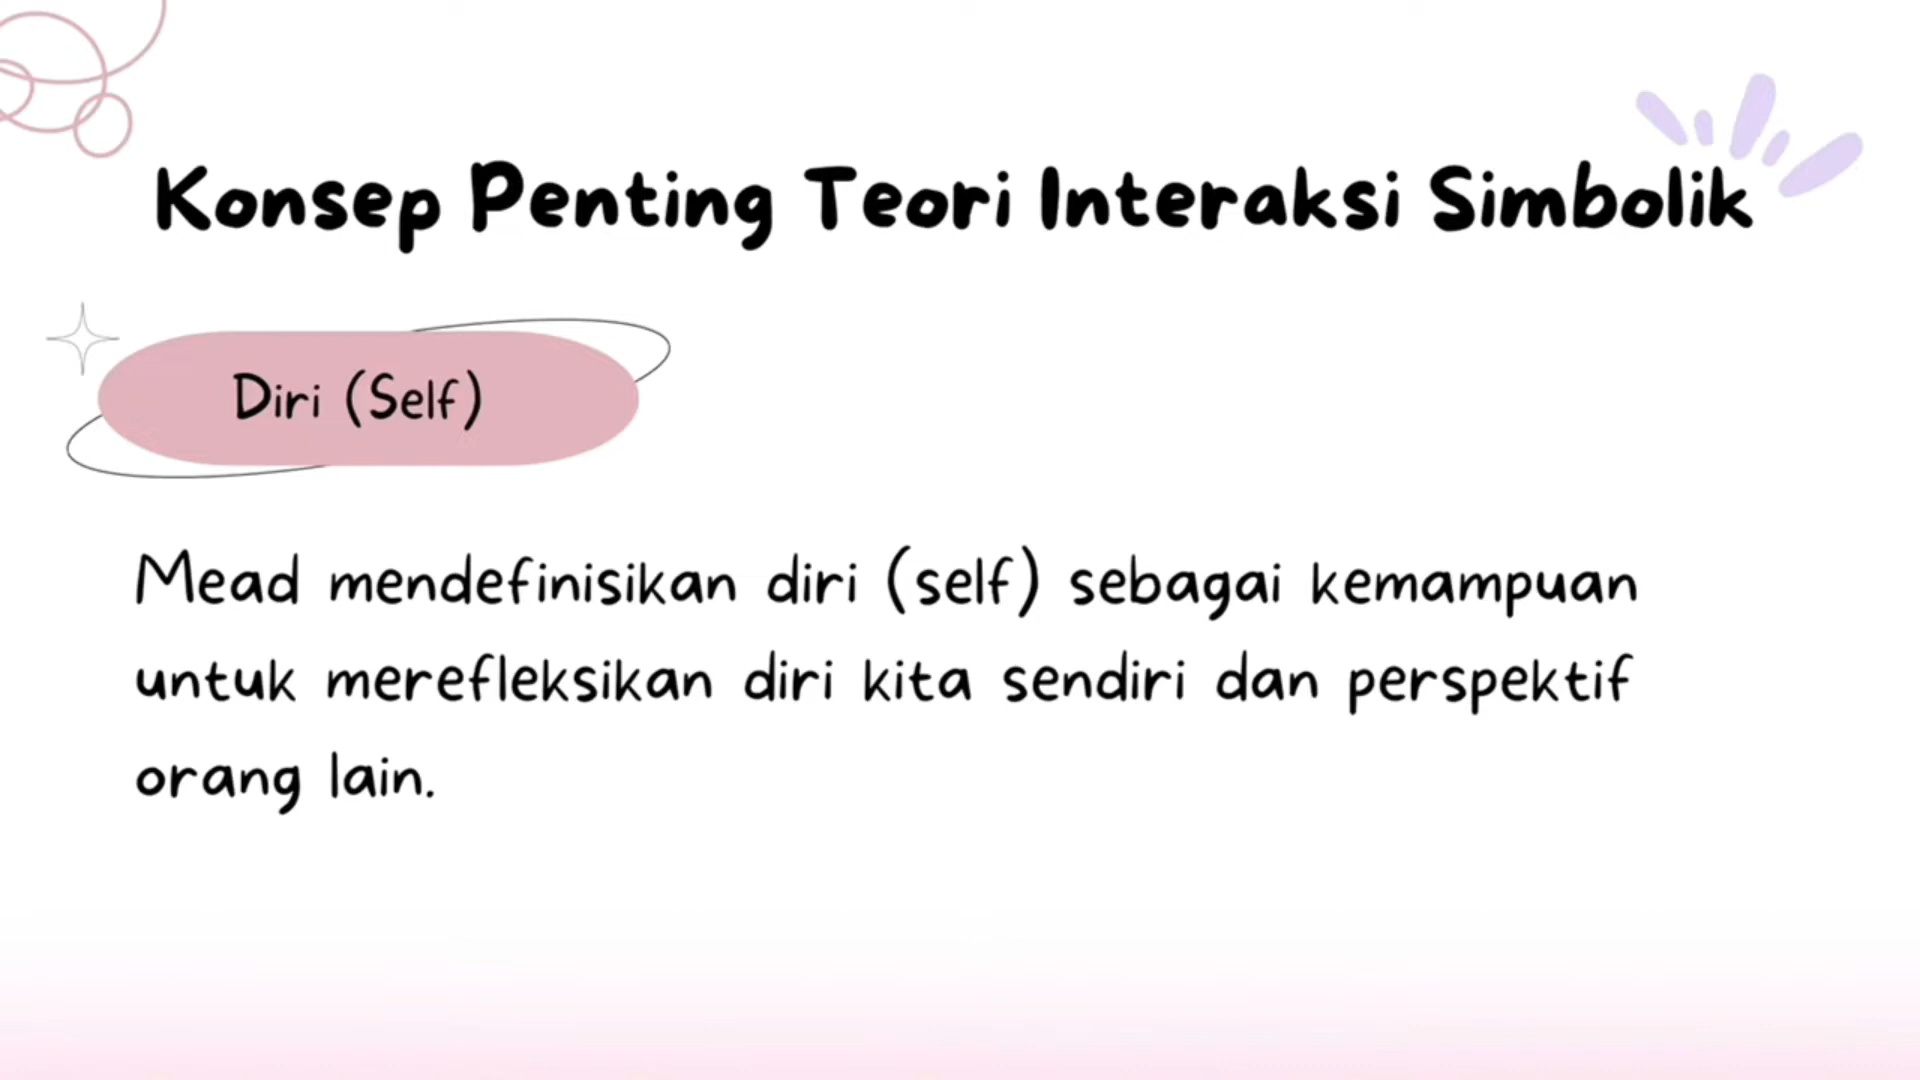 Konsep Penting Teori Interaksi Simbolik
Diri (Self)
Mead mendefinisikan diri (self) sebagai kemampuan
untuk merefleksikan diri kita sendiri dan perspektif
orang lain.